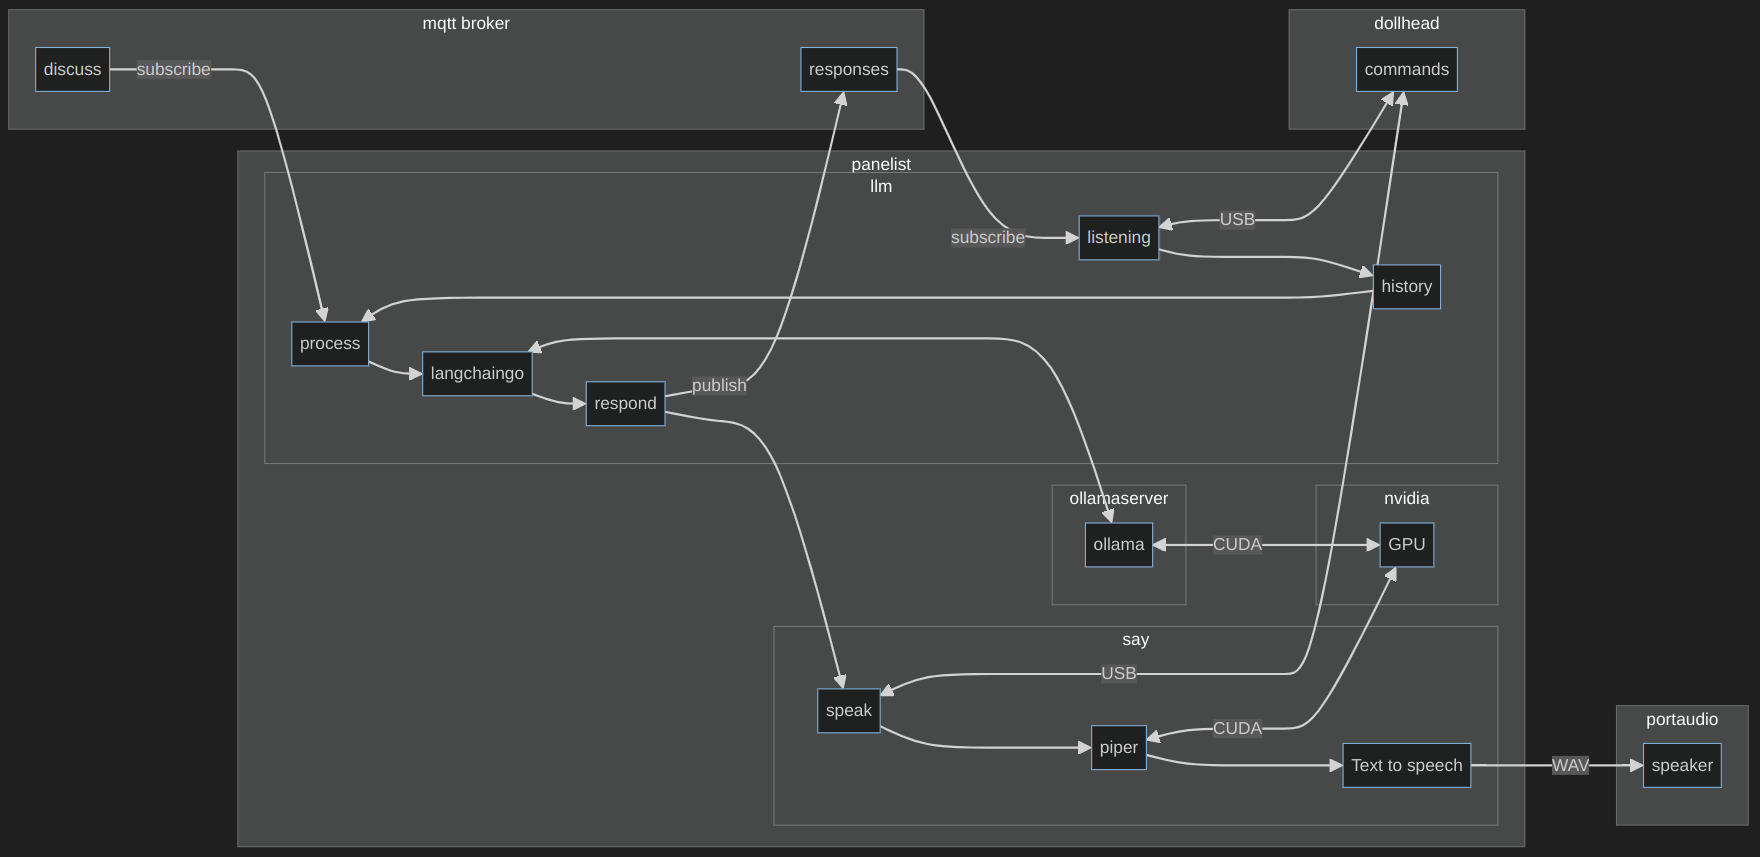 mqtt broker
dollhead
discuss
subscribe
responses
commands
panelist
llm
USB
subscribe
listening
history
process
langchaingo
publish
respond
ollamaserver
nvidia
ollama
CUDA
GPU
say
USB
speak
portaudio
CUDA
piper
Text to speech
WAV
speaker